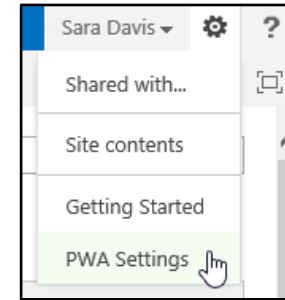 Sara Davis ?
Shared with...
Site contents
Getting Started
PWA Settings